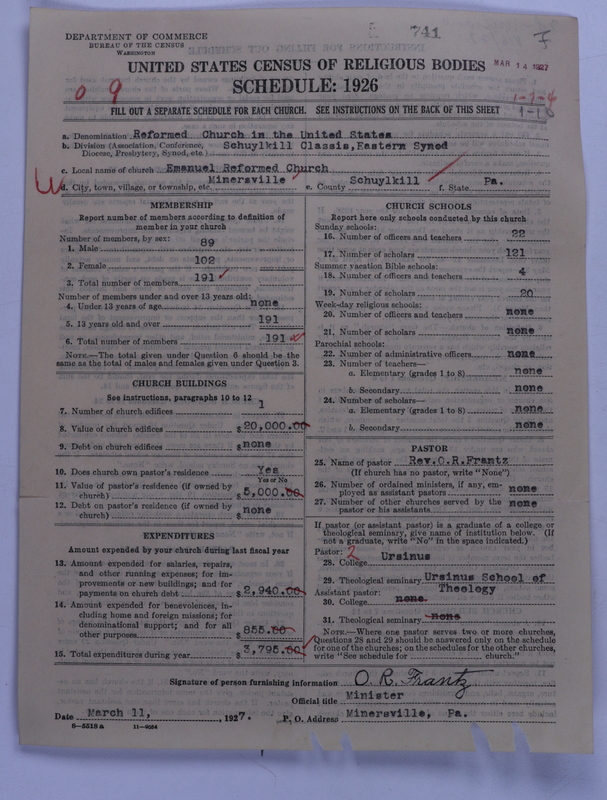 741
DEPARTMENT OF COMMERCE
BUREAU OF THE CENSUS
WASHINGTON
UNITED STATES CENSUS OF RELIGIOUS BODIES
MAR 14 1927
SCHEDULE: 1926
0 9
1-7-4
FILL OUT A SEPARATE SCHEDULE FOR EACH CHURCH. SEE INSTRUCTIONS ON THE BACK OF THIS SHEET
a. Denomination Reformed Church in the United States
b. Division (Association, Conference, Diocese, Presbytery, Synod, etc.) Schuylkill Classis, Eastern Synod
c. Local name of church Emanuel Reformed Church
d. City, town, village, or township, etc. Minersville e. County Schuylkill f. State Pa.
MEMBERSHIP
Report number of members according to definition of
member in your church
Number of members, by sex:
1. Male 89
2. Female 102
3. Total number of members 191
Number of members under and over 13 years old:
4. Under 13 years of age none
5. 13 years old and over 191
6. Total number of members 191
NOTE.—The total given under Question 6 should be the
same as the total of males and females given under Question 3.
CHURCH BUILDINGS
See instructions, paragraphs 10 to 12
7. Number of church edifices 1
8. Value of church edifices $20,000.00
9. Debt on church edifices $none
10. Does church own pastor's residence Yes
Yes or No
11. Value of pastor's residence (if owned by
church) $5,000.00
12. Debt on pastor's residence (if owned by
church) $none
EXPENDITURES
Amount expended by your church during last fiscal year
13. Amount expended for salaries, repairs,
and other running expenses; for im-
provements or new buildings; and for
payments on church debt $2,940.00
14. Amount expended for benevolences, in-
cluding home and foreign missions; for
denominational support; and for all
other purposes $855.00
15. Total expenditures during year $3,795.00
CHURCH SCHOOLS
Report here only schools conducted by this church
Sunday schools:
16. Number of officers and teachers 22
17. Number of scholars 121
Summer vacation Bible schools:
18. Number of officers and teachers 4
19. Number of scholars 20
Week-day religious schools:
20. Number of officers and teachers none
21. Number of scholars none
Parochial schools:
22. Number of administrative officers none
23. Number of teachers—
a. Elementary (grades 1 to 8) none
b. Secondary none
24. Number of scholars—
a. Elementary (grades 1 to 8) none
b. Secondary none
PASTOR
25. Name of pastor Rev. O.R.Frantz
(If church has no pastor, write "None")
26. Number of ordained ministers, if any, em-
ployed as assistant pastors none
27. Number of other churches served by the
pastor or his assistants none
If pastor (or assistant pastor) is a graduate of a college or
theological seminary, give name of institution below. (If
not a graduate, write "No" in the space indicated.)
Pastor: 2
28. College Ursinus
29. Theological seminary Ursinus School of
Theology
Assistant pastor:
30. College none
31. Theological seminary none
NOTE.—Where one pastor serves two or more churches,
Questions 28 and 29 should be answered only on the schedule
for one of the churches; on the schedules for the other churches,
write "See schedule for church."
Signature of person furnishing information O. R. Frantz
Official title Minister
Date March 11, , 1927. P. O. Address Minersville, Pa.
6—5518 a 11—9064